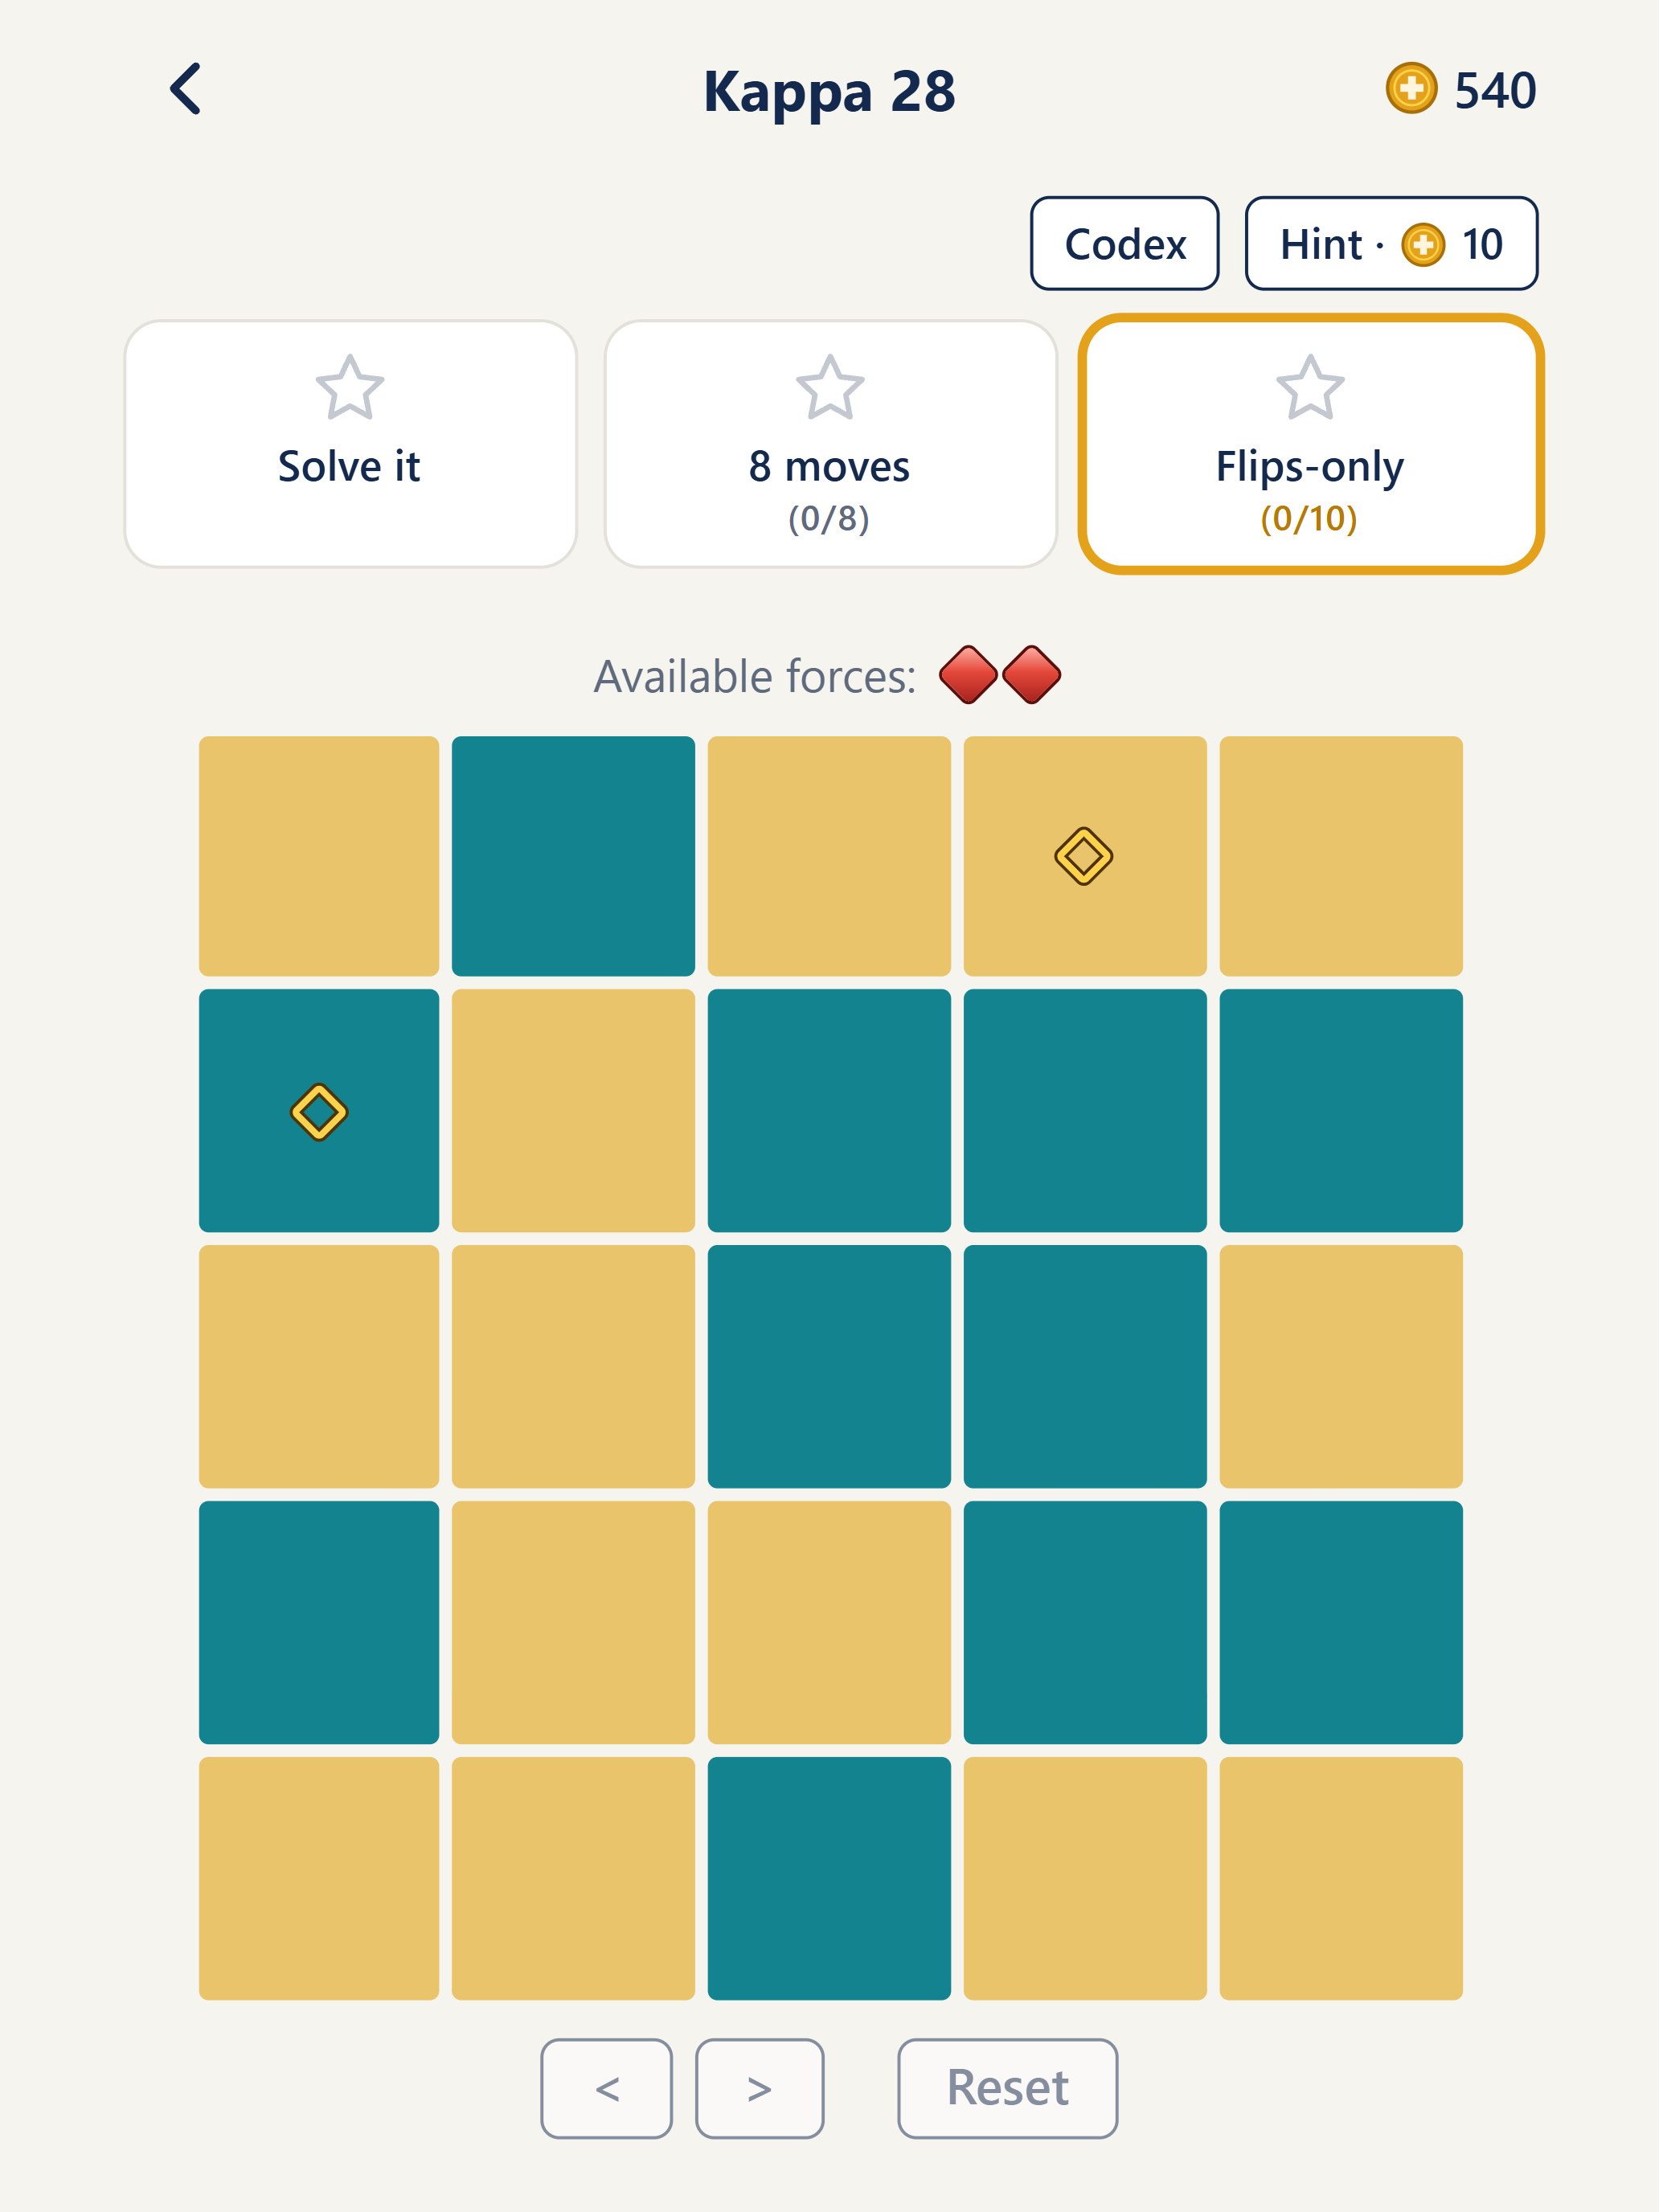 Kappa 28
540
Codex
Hint · 10
Solve it
8 moves
(0/8)
Flips-only
(0/10)
Available forces:
<
>
Reset